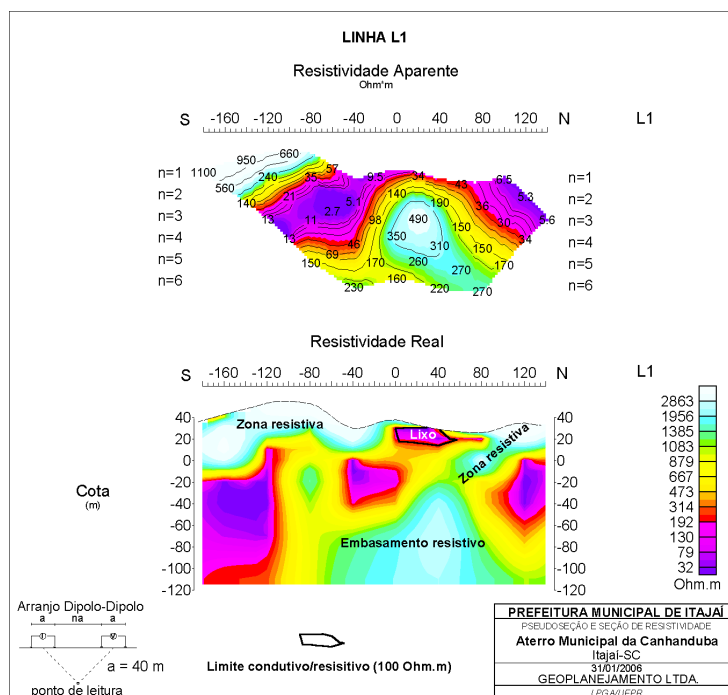 LINHA L1
Resistividade Aparente
Ohm*m
S -160 -120 -80 -40 0 40 80 120 N L1
660
950
1100
560
240
140
35
57
21
13
13
11
2.7
5.1
9.5
34
43
6.5
5.3
5.6
36
30
34
140
190
98
490
150
350
310
150
46
69
150
170
260
270
170
230
160
220
270
n=1 n=1
n=2 n=2
n=3 n=3
n=4 n=4
n=5 n=5
n=6 n=6
Resistividade Real
S -160 -120 -80 -40 0 40 80 120 N L1
40 40
20 20
0 0
-20 -20
-40 -40
-60 -60
-80 -80
-100 -100
-120 -120
Cota
(m)
Zona resistiva
Lixo
Zona resistiva
Embasamento resistivo
2863
1956
1385
1083
879
667
473
314
192
130
79
32
Ohm.m
Arranjo Dipolo-Dipolo
a na a
I V
a = 40 m
ponto de leitura
Limite condutivo/resisitivo (100 Ohm.m)
PREFEITURA MUNICIPAL DE ITAJAÍ
PSEUDOSEÇÃO E SEÇÃO DE RESISTIVIDADE
Aterro Municipal da Canhanduba
Itajaí-SC
31/01/2006
GEOPLANEJAMENTO LTDA.
LPGA/UFPR